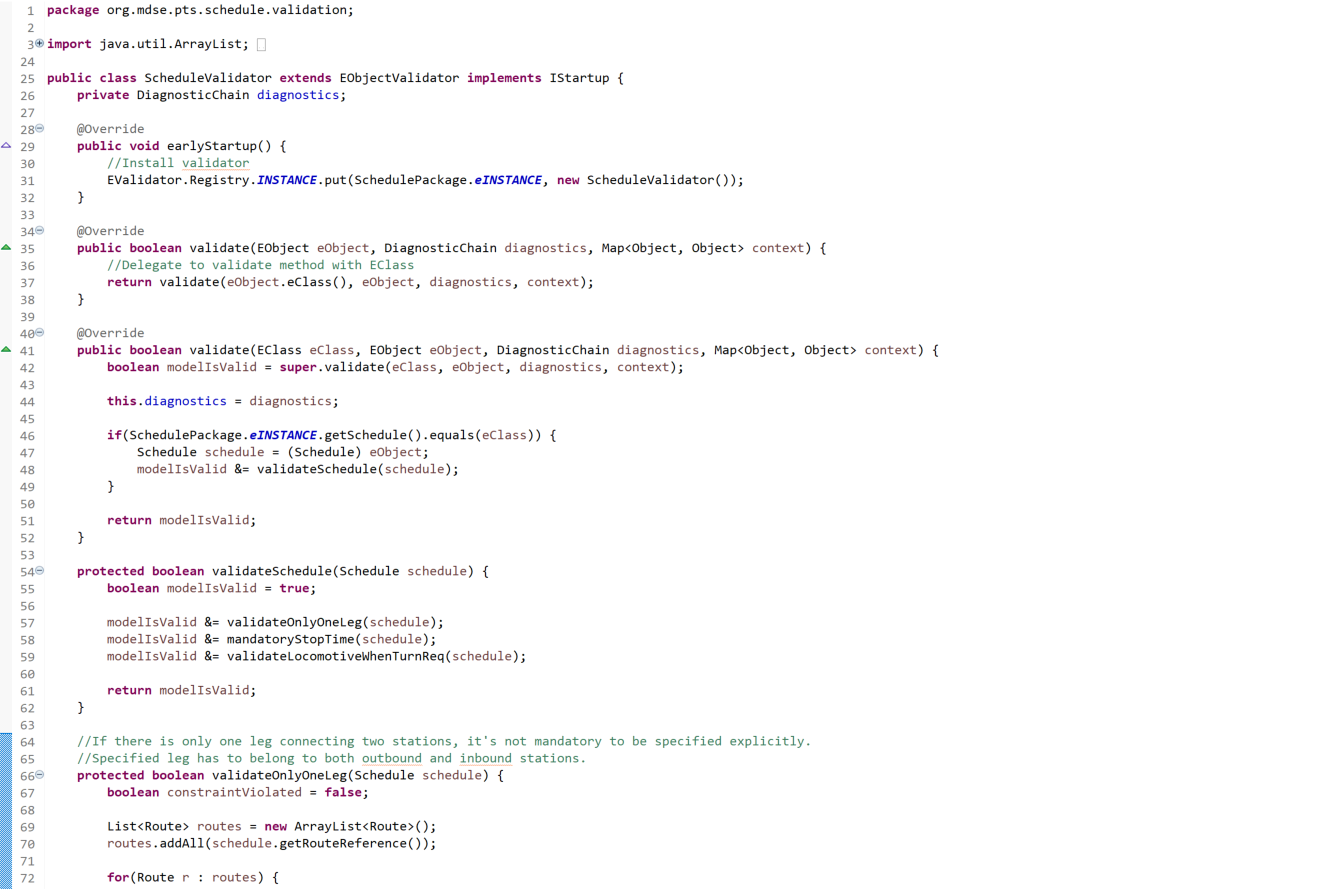 1 package org.mdse.pts.schedule.validation;
2
3 import java.util.ArrayList;
24
25 public class ScheduleValidator extends EObjectValidator implements IStartup {
26     private DiagnosticChain diagnostics;
27
28     @Override
29     public void earlyStartup() {
30         //Install validator
31         EValidator.Registry.INSTANCE.put(SchedulePackage.eINSTANCE, new ScheduleValidator());
32     }
33
34     @Override
35     public boolean validate(EObject eObject, DiagnosticChain diagnostics, Map<Object, Object> context) {
36         //Delegate to validate method with EClass
37         return validate(eObject.eClass(), eObject, diagnostics, context);
38     }
39
40     @Override
41     public boolean validate(EClass eClass, EObject eObject, DiagnosticChain diagnostics, Map<Object, Object> context) {
42         boolean modelIsValid = super.validate(eClass, eObject, diagnostics, context);
43
44         this.diagnostics = diagnostics;
45
46         if(SchedulePackage.eINSTANCE.getSchedule().equals(eClass)) {
47             Schedule schedule = (Schedule) eObject;
48             modelIsValid &= validateSchedule(schedule);
49         }
50
51         return modelIsValid;
52     }
53
54     protected boolean validateSchedule(Schedule schedule) {
55         boolean modelIsValid = true;
56
57         modelIsValid &= validateOnlyOneLeg(schedule);
58         modelIsValid &= mandatoryStopTime(schedule);
59         modelIsValid &= validateLocomotiveWhenTurnReq(schedule);
60
61         return modelIsValid;
62     }
63
64     //If there is only one leg connecting two stations, it's not mandatory to be specified explicitly.
65     //Specified leg has to belong to both outbound and inbound stations.
66     protected boolean validateOnlyOneLeg(Schedule schedule) {
67         boolean constraintViolated = false;
68
69         List<Route> routes = new ArrayList<Route>();
70         routes.addAll(schedule.getRouteReference());
71
72         for(Route r : routes) {